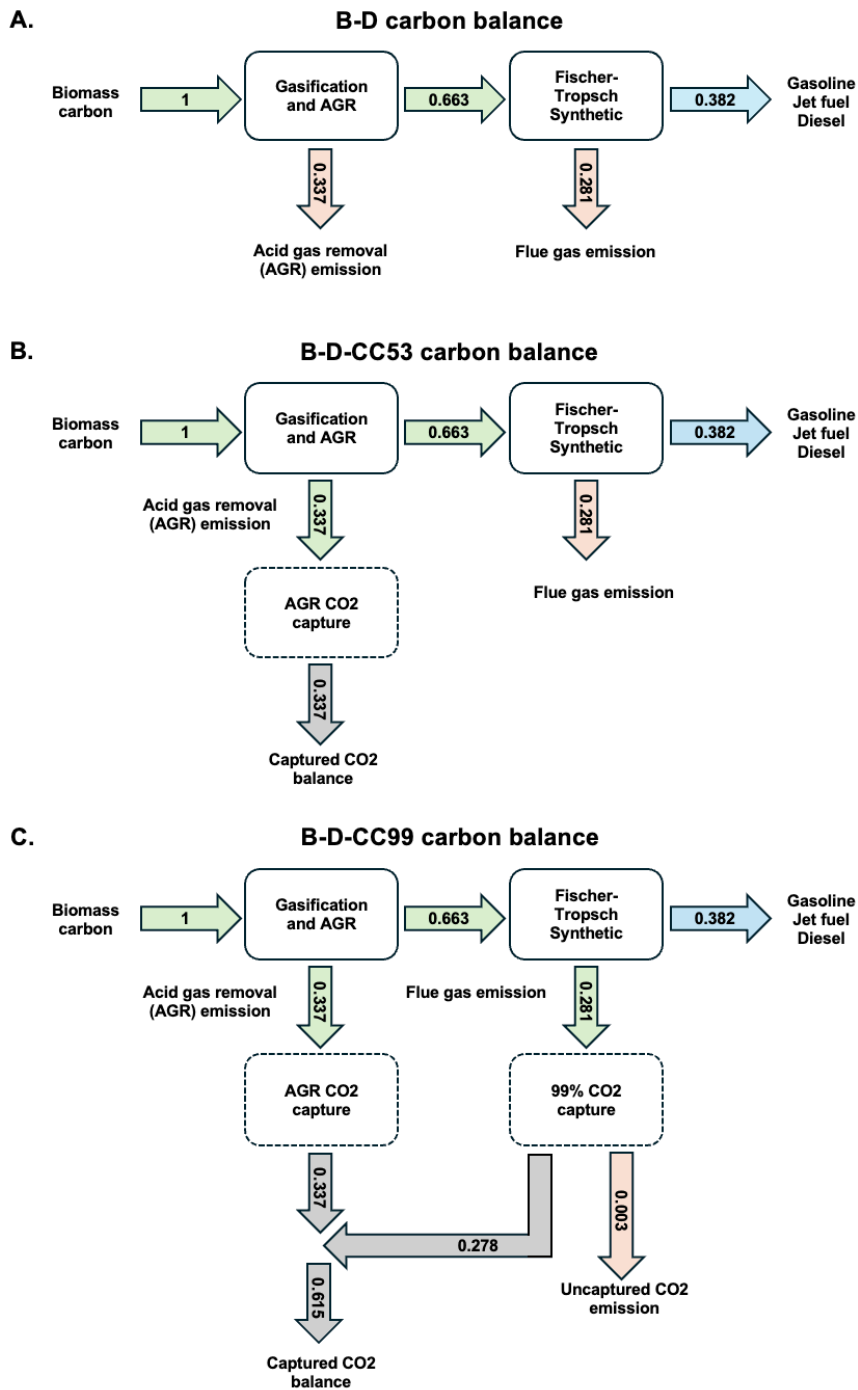 A.
B-D carbon balance
Biomass
carbon
1
Gasification
and AGR
0.663
Fischer-
Tropsch
Synthetic
0.382
Gasoline
Jet fuel
Diesel
0.337
0.281
Acid gas removal
(AGR) emission
Flue gas emission
B.
B-D-CC53 carbon balance
Biomass
carbon
1
Gasification
and AGR
0.663
Fischer-
Tropsch
Synthetic
0.382
Gasoline
Jet fuel
Diesel
Acid gas removal
(AGR) emission
0.337
0.281
Flue gas emission
AGR CO2
capture
0.337
Captured CO2
balance
C.
B-D-CC99 carbon balance
Biomass
carbon
1
Gasification
and AGR
0.663
Fischer-
Tropsch
Synthetic
0.382
Gasoline
Jet fuel
Diesel
Acid gas removal
(AGR) emission
0.337
Flue gas emission
0.281
AGR CO2
capture
99% CO2
capture
0.337
0.278
0.003
0.615
Uncaptured CO2
emission
Captured CO2
balance